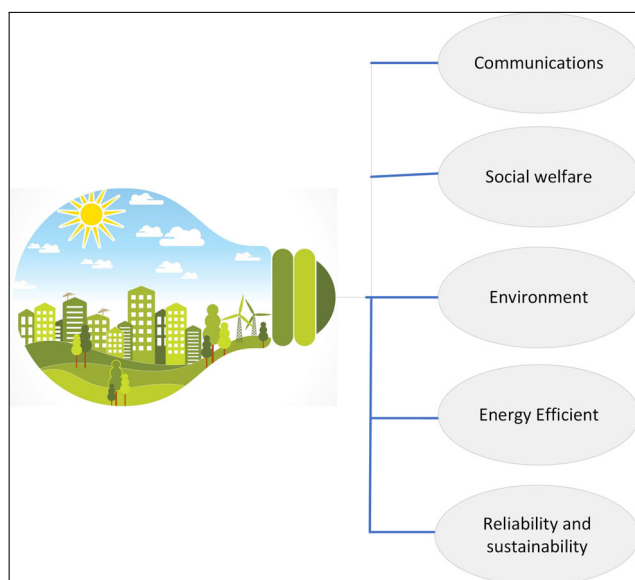 Communications
Social welfare
Environment
Energy Efficient
Reliability and
sustainability